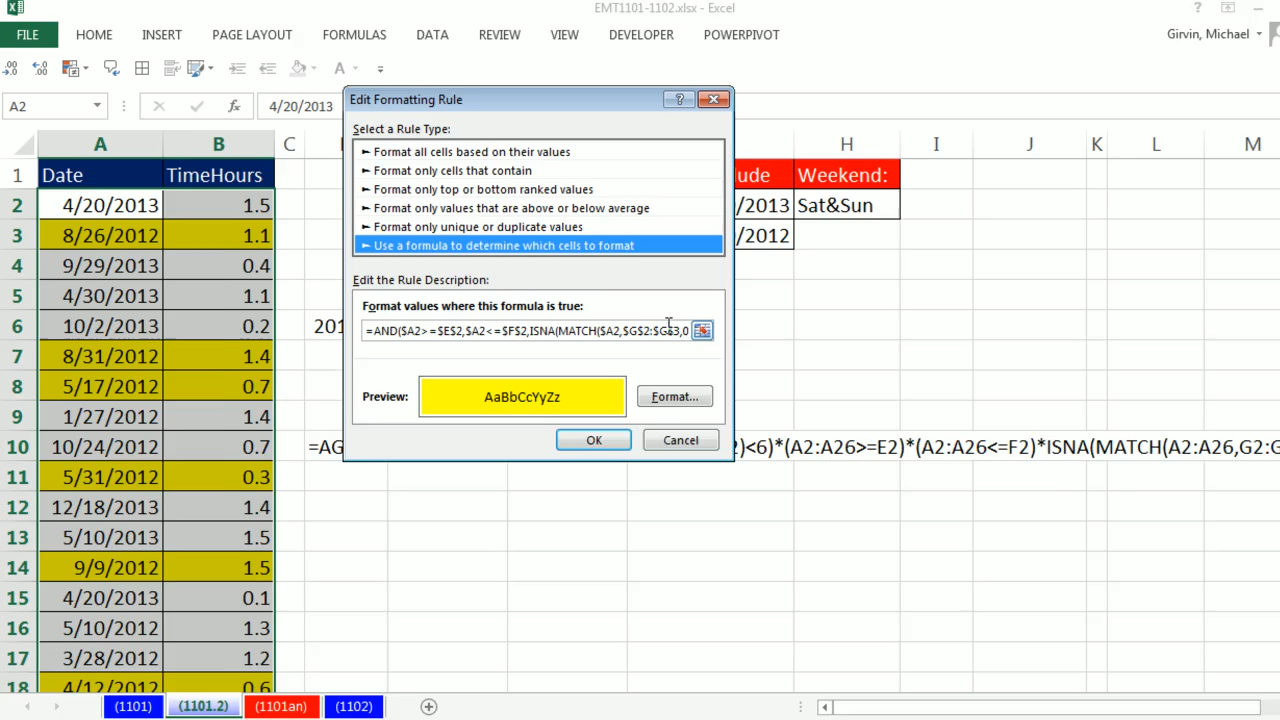 EMT1101-1102.xlsx - Excel
FILE HOME INSERT PAGE LAYOUT FORMULAS DATA REVIEW VIEW DEVELOPER POWERPIVOT Girvin, Michael
A2 fx 4/20/2013
A B C H I J K L M
1 Date TimeHours ude Weekend:
2 4/20/2013 1.5 /2013 Sat&Sun
3 8/26/2012 1.1 /2012
4 9/29/2013 0.4
5 4/30/2013 1.1
6 10/2/2013 0.2 201
7 8/31/2012 1.4
8 5/17/2012 0.7
9 1/27/2012 1.4
10 10/24/2012 0.7 =AG 2)<6)*(A2:A26>=E2)*(A2:A26<=F2)*ISNA(MATCH(A2:A26,G2:G
11 5/31/2012 0.3
12 12/18/2013 1.4
13 5/10/2013 1.5
14 9/9/2012 1.5
15 4/20/2013 0.1
16 5/10/2012 1.3
17 3/28/2012 1.2
18 4/12/2012 0.6
Edit Formatting Rule
Select a Rule Type:
► Format all cells based on their values
► Format only cells that contain
► Format only top or bottom ranked values
► Format only values that are above or below average
► Format only unique or duplicate values
► Use a formula to determine which cells to format
Edit the Rule Description:
Format values where this formula is true:
=AND($A2>=$E$2,$A2<=$F$2,ISNA(MATCH($A2,$G$2:$G$3,0
Preview: AaBbCcYyZz Format...
OK Cancel
(1101) (1101.2) (1101an) (1102)